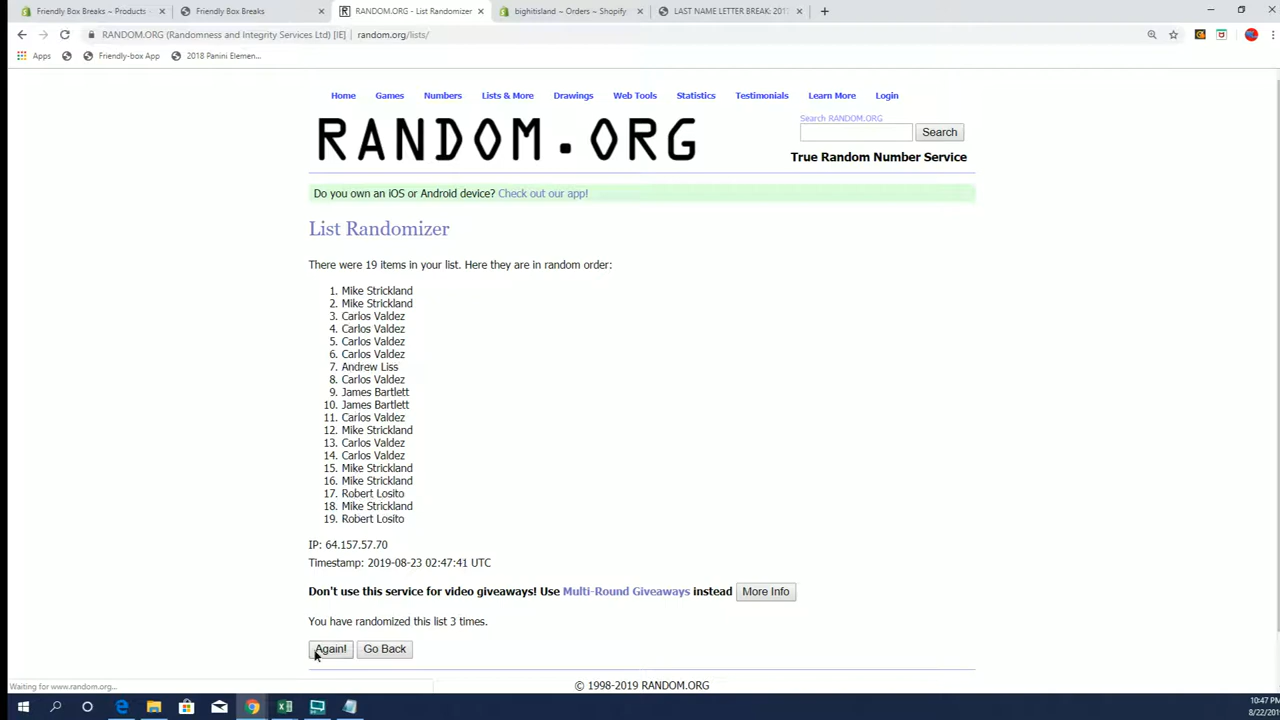 Friendly Box Breaks ~ Products
Friendly Box Breaks
RANDOM.ORG - List Randomizer
bighitisland ~ Orders ~ Shopify
LAST NAME LETTER BREAK: 201
RANDOM.ORG (Randomness and Integrity Services Ltd) [IE] | random.org/lists/
Apps
Friendly-box App
2018 Panini Elemen...
Home Games Numbers Lists & More Drawings Web Tools Statistics Testimonials Learn More Login
RANDOM.ORG
Search RANDOM.ORG
Search
True Random Number Service
Do you own an iOS or Android device? Check out our app!
List Randomizer
There were 19 items in your list. Here they are in random order:
1. Mike Strickland
2. Mike Strickland
3. Carlos Valdez
4. Carlos Valdez
5. Carlos Valdez
6. Carlos Valdez
7. Andrew Liss
8. Carlos Valdez
9. James Bartlett
10. James Bartlett
11. Carlos Valdez
12. Mike Strickland
13. Carlos Valdez
14. Carlos Valdez
15. Mike Strickland
16. Mike Strickland
17. Robert Losito
18. Mike Strickland
19. Robert Losito
IP: 64.157.57.70
Timestamp: 2019-08-23 02:47:41 UTC
Don't use this service for video giveaways! Use Multi-Round Giveaways instead More Info
You have randomized this list 3 times.
Again! Go Back
Waiting for www.random.org...
© 1998-2019 RANDOM.ORG
10:47 PM
8/22/201